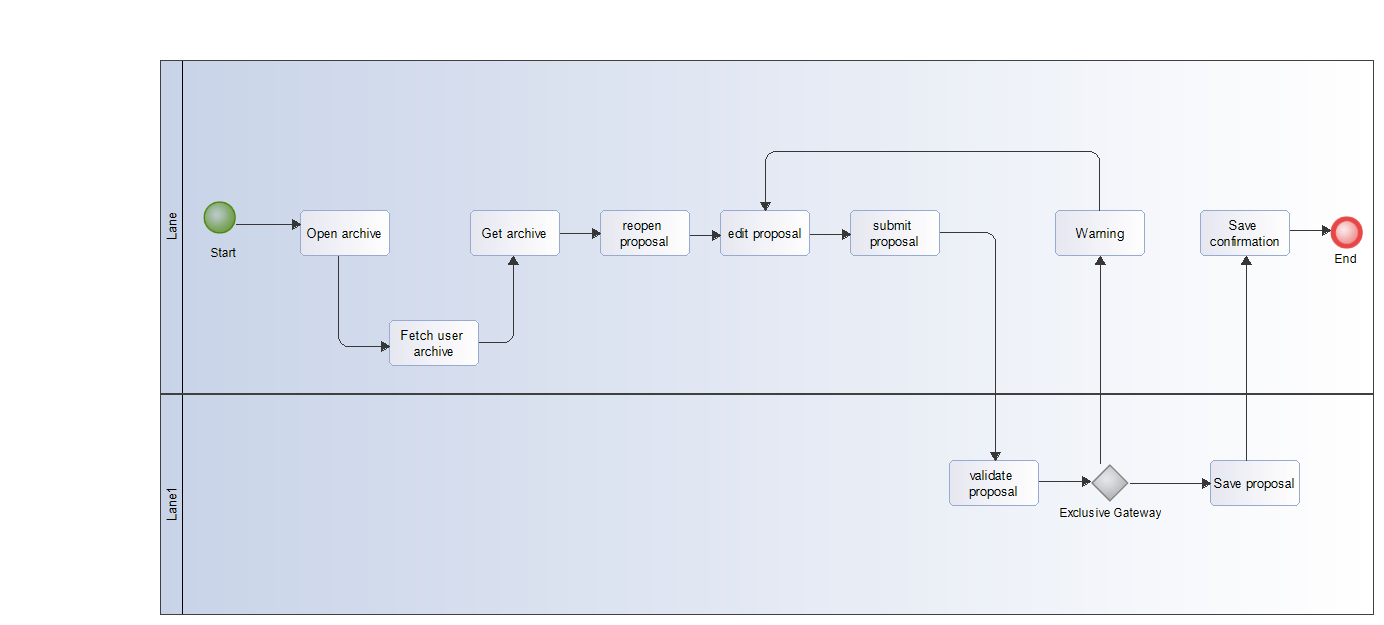 Lane
Start
Open archive
Fetch user
archive
Get archive
reopen
proposal
edit proposal
submit
proposal
Warning
Save
confirmation
End
Lane1
validate
proposal
Exclusive Gateway
Save proposal